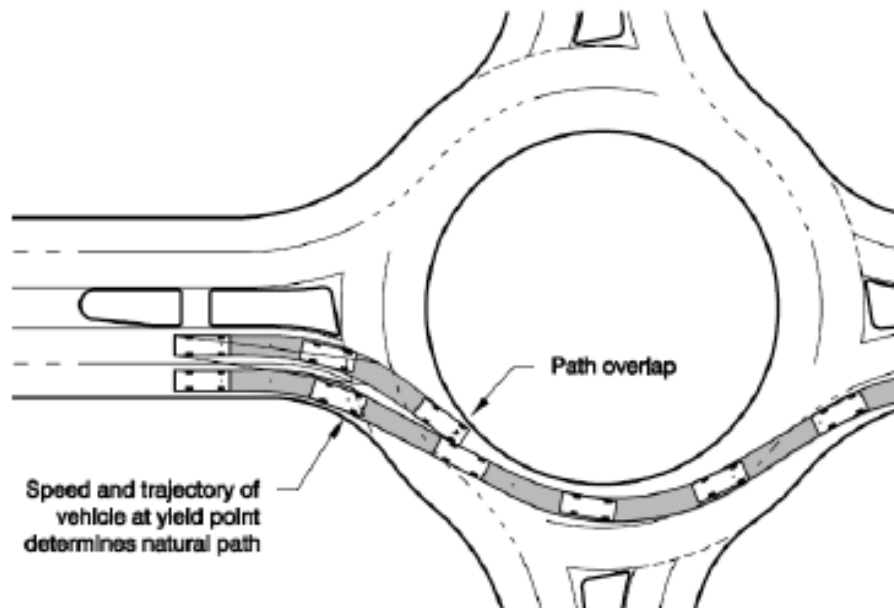 Path overlap
Speed and trajectory of
vehicle at yield point
determines natural path